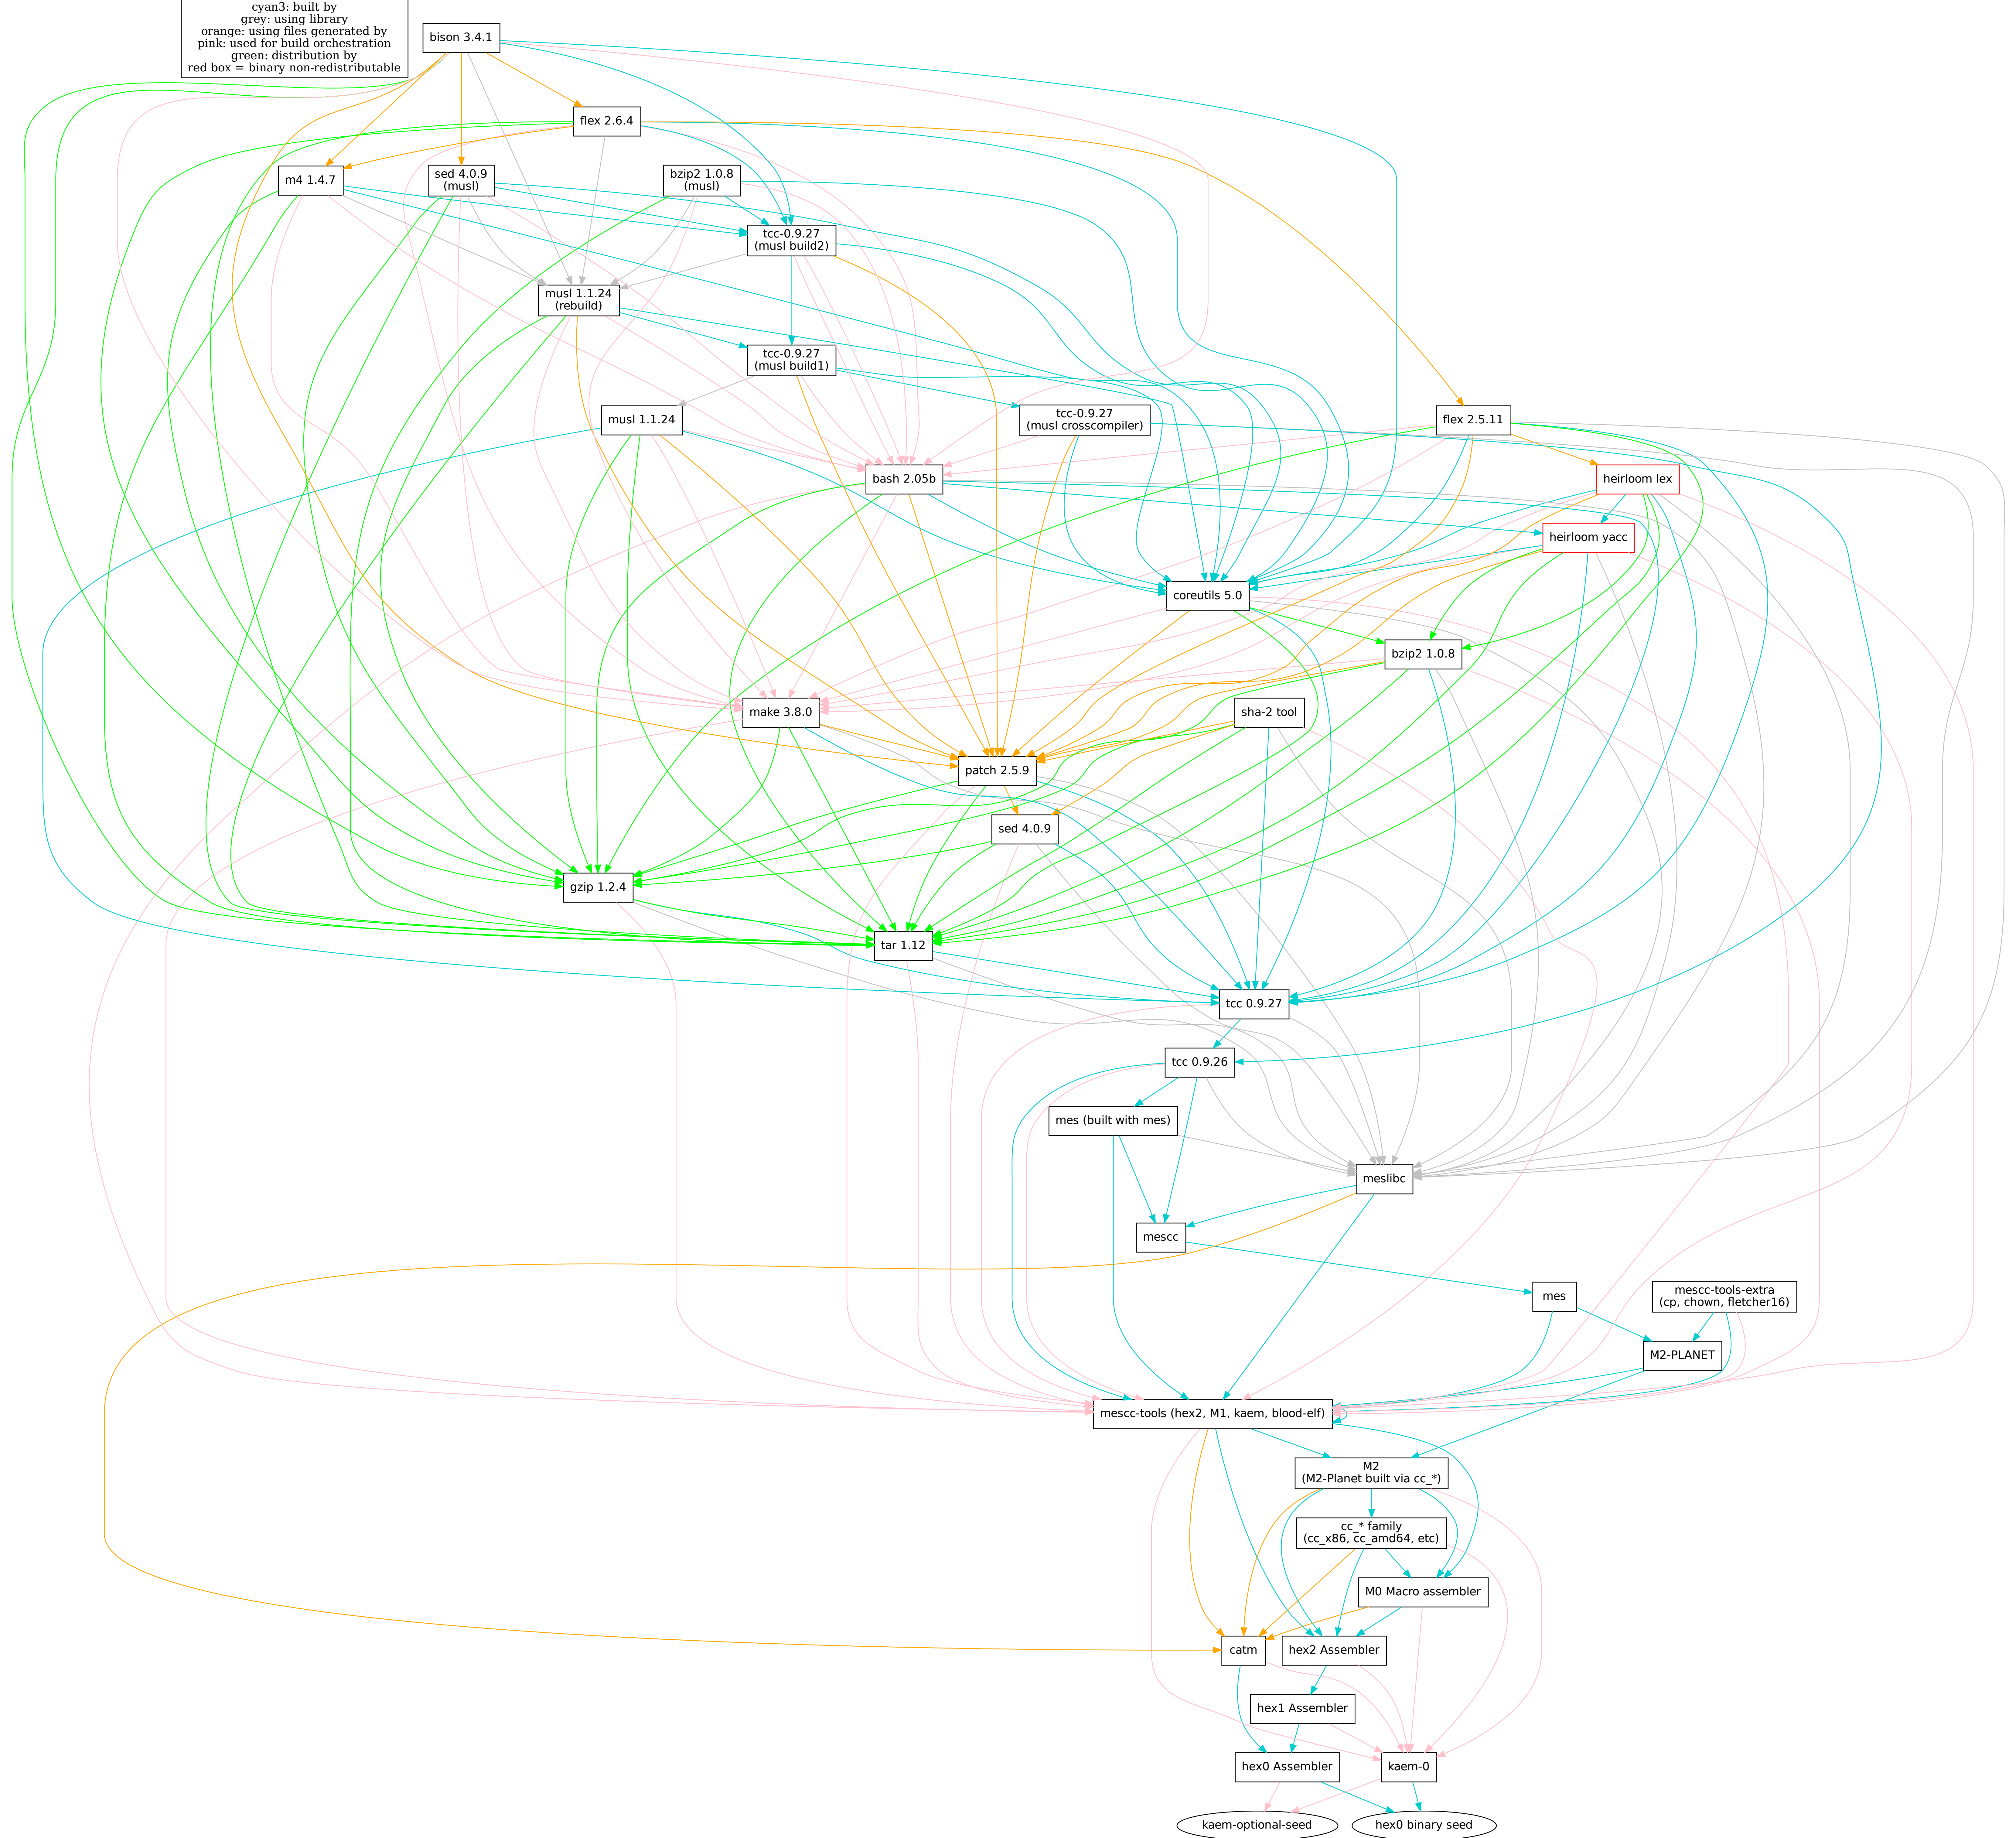 cyan3: built by
grey: using library
orange: using files generated by
pink: used for build orchestration
green: distribution by
red box = binary non-redistributable
bison 3.4.1
flex 2.6.4
m4 1.4.7
sed 4.0.9
(musl)
bzip2 1.0.8
(musl)
tcc-0.9.27
(musl build2)
musl 1.1.24
(rebuild)
tcc-0.9.27
(musl build1)
musl 1.1.24
tcc-0.9.27
(musl crosscompiler)
flex 2.5.11
bash 2.05b
heirloom lex
heirloom yacc
coreutils 5.0
bzip2 1.0.8
make 3.8.0
sha-2 tool
patch 2.5.9
sed 4.0.9
gzip 1.2.4
tar 1.12
tcc 0.9.27
tcc 0.9.26
mes (built with mes)
meslibc
mescc
mes
mescc-tools-extra
(cp, chown, fletcher16)
M2-PLANET
mescc-tools (hex2, M1, kaem, blood-elf)
M2
(M2-Planet built via cc_*)
cc_* family
(cc_x86, cc_amd64, etc)
M0 Macro assembler
catm
hex2 Assembler
hex1 Assembler
hex0 Assembler
kaem-0
kaem-optional-seed
hex0 binary seed